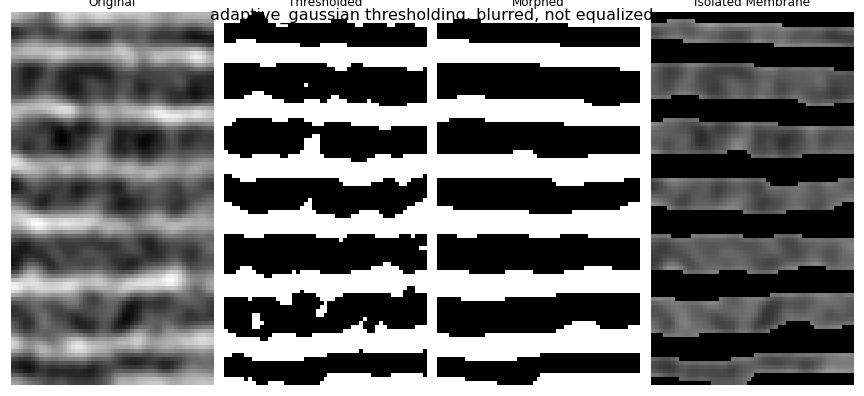 adaptive_gaussian thresholding, blurred, not equalized
Original
Thresholded
Morphed
Isolated Membrane